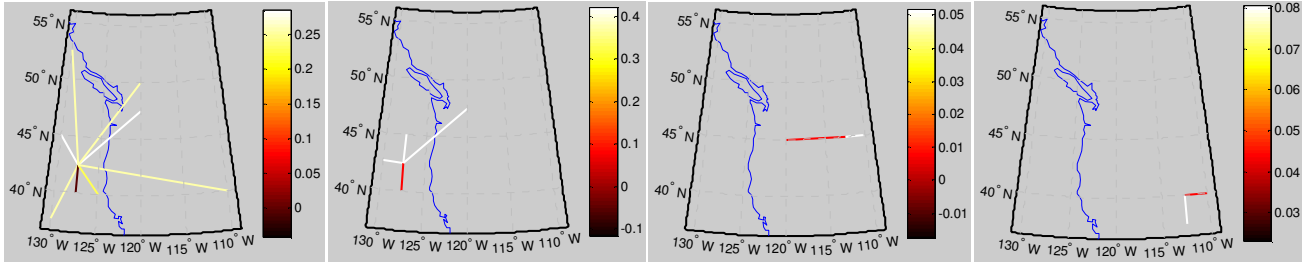 55° N
50° N
45° N
40° N
130° W
125° W
120° W
115° W
110° W
0.25
0.2
0.15
0.1
0.05
0
55° N
50° N
45° N
40° N
130° W
125° W
120° W
115° W
110° W
0.4
0.3
0.2
0.1
0
-0.1
55° N
50° N
45° N
40° N
130° W
125° W
120° W
115° W
110° W
0.05
0.04
0.03
0.02
0.01
0
-0.01
55° N
50° N
45° N
40° N
130° W
125° W
120° W
115° W
110° W
0.08
0.07
0.06
0.05
0.04
0.03